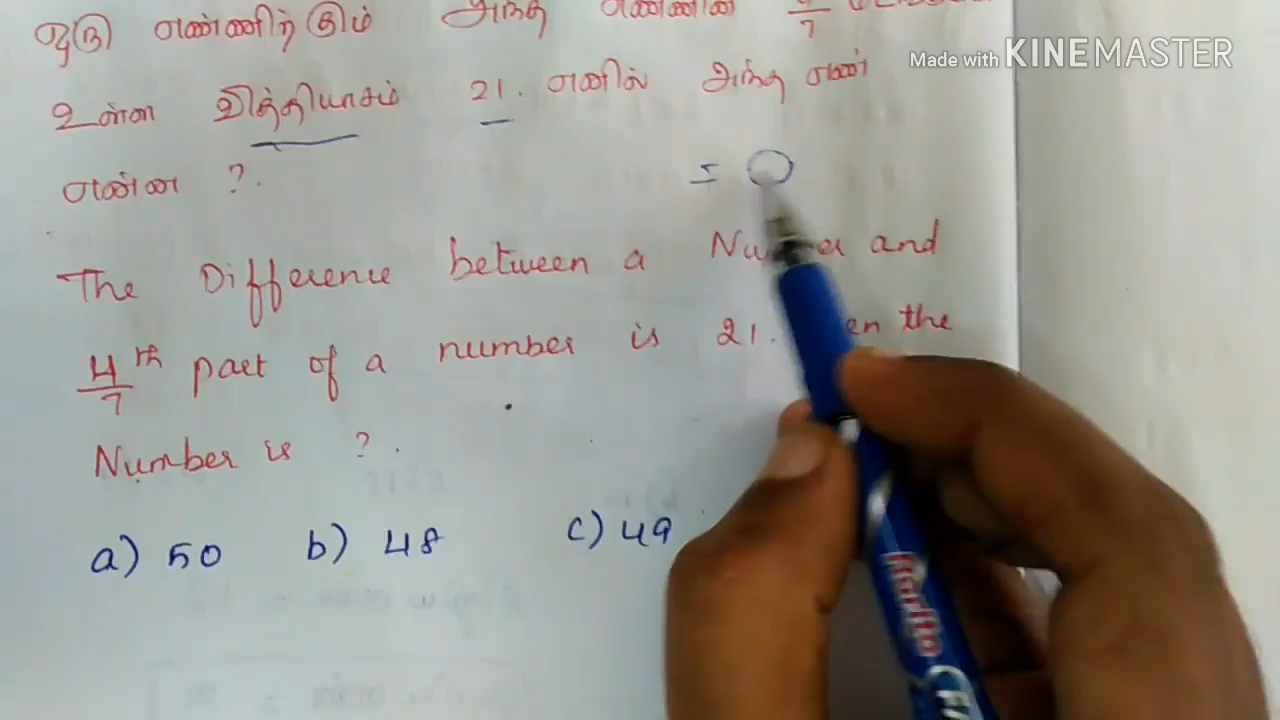 ஒரு எண்ணிற்கும் அந்த எண்ணின் /7
Made with KINEMASTER
உள்ள வித்தியாசம் 21. எனில் அந்த எண்
என்ன ?.
=
The Difference between a and
4/7 th part of a number is 21. the
Number is ?.
a) 50 b) 48 c) 49